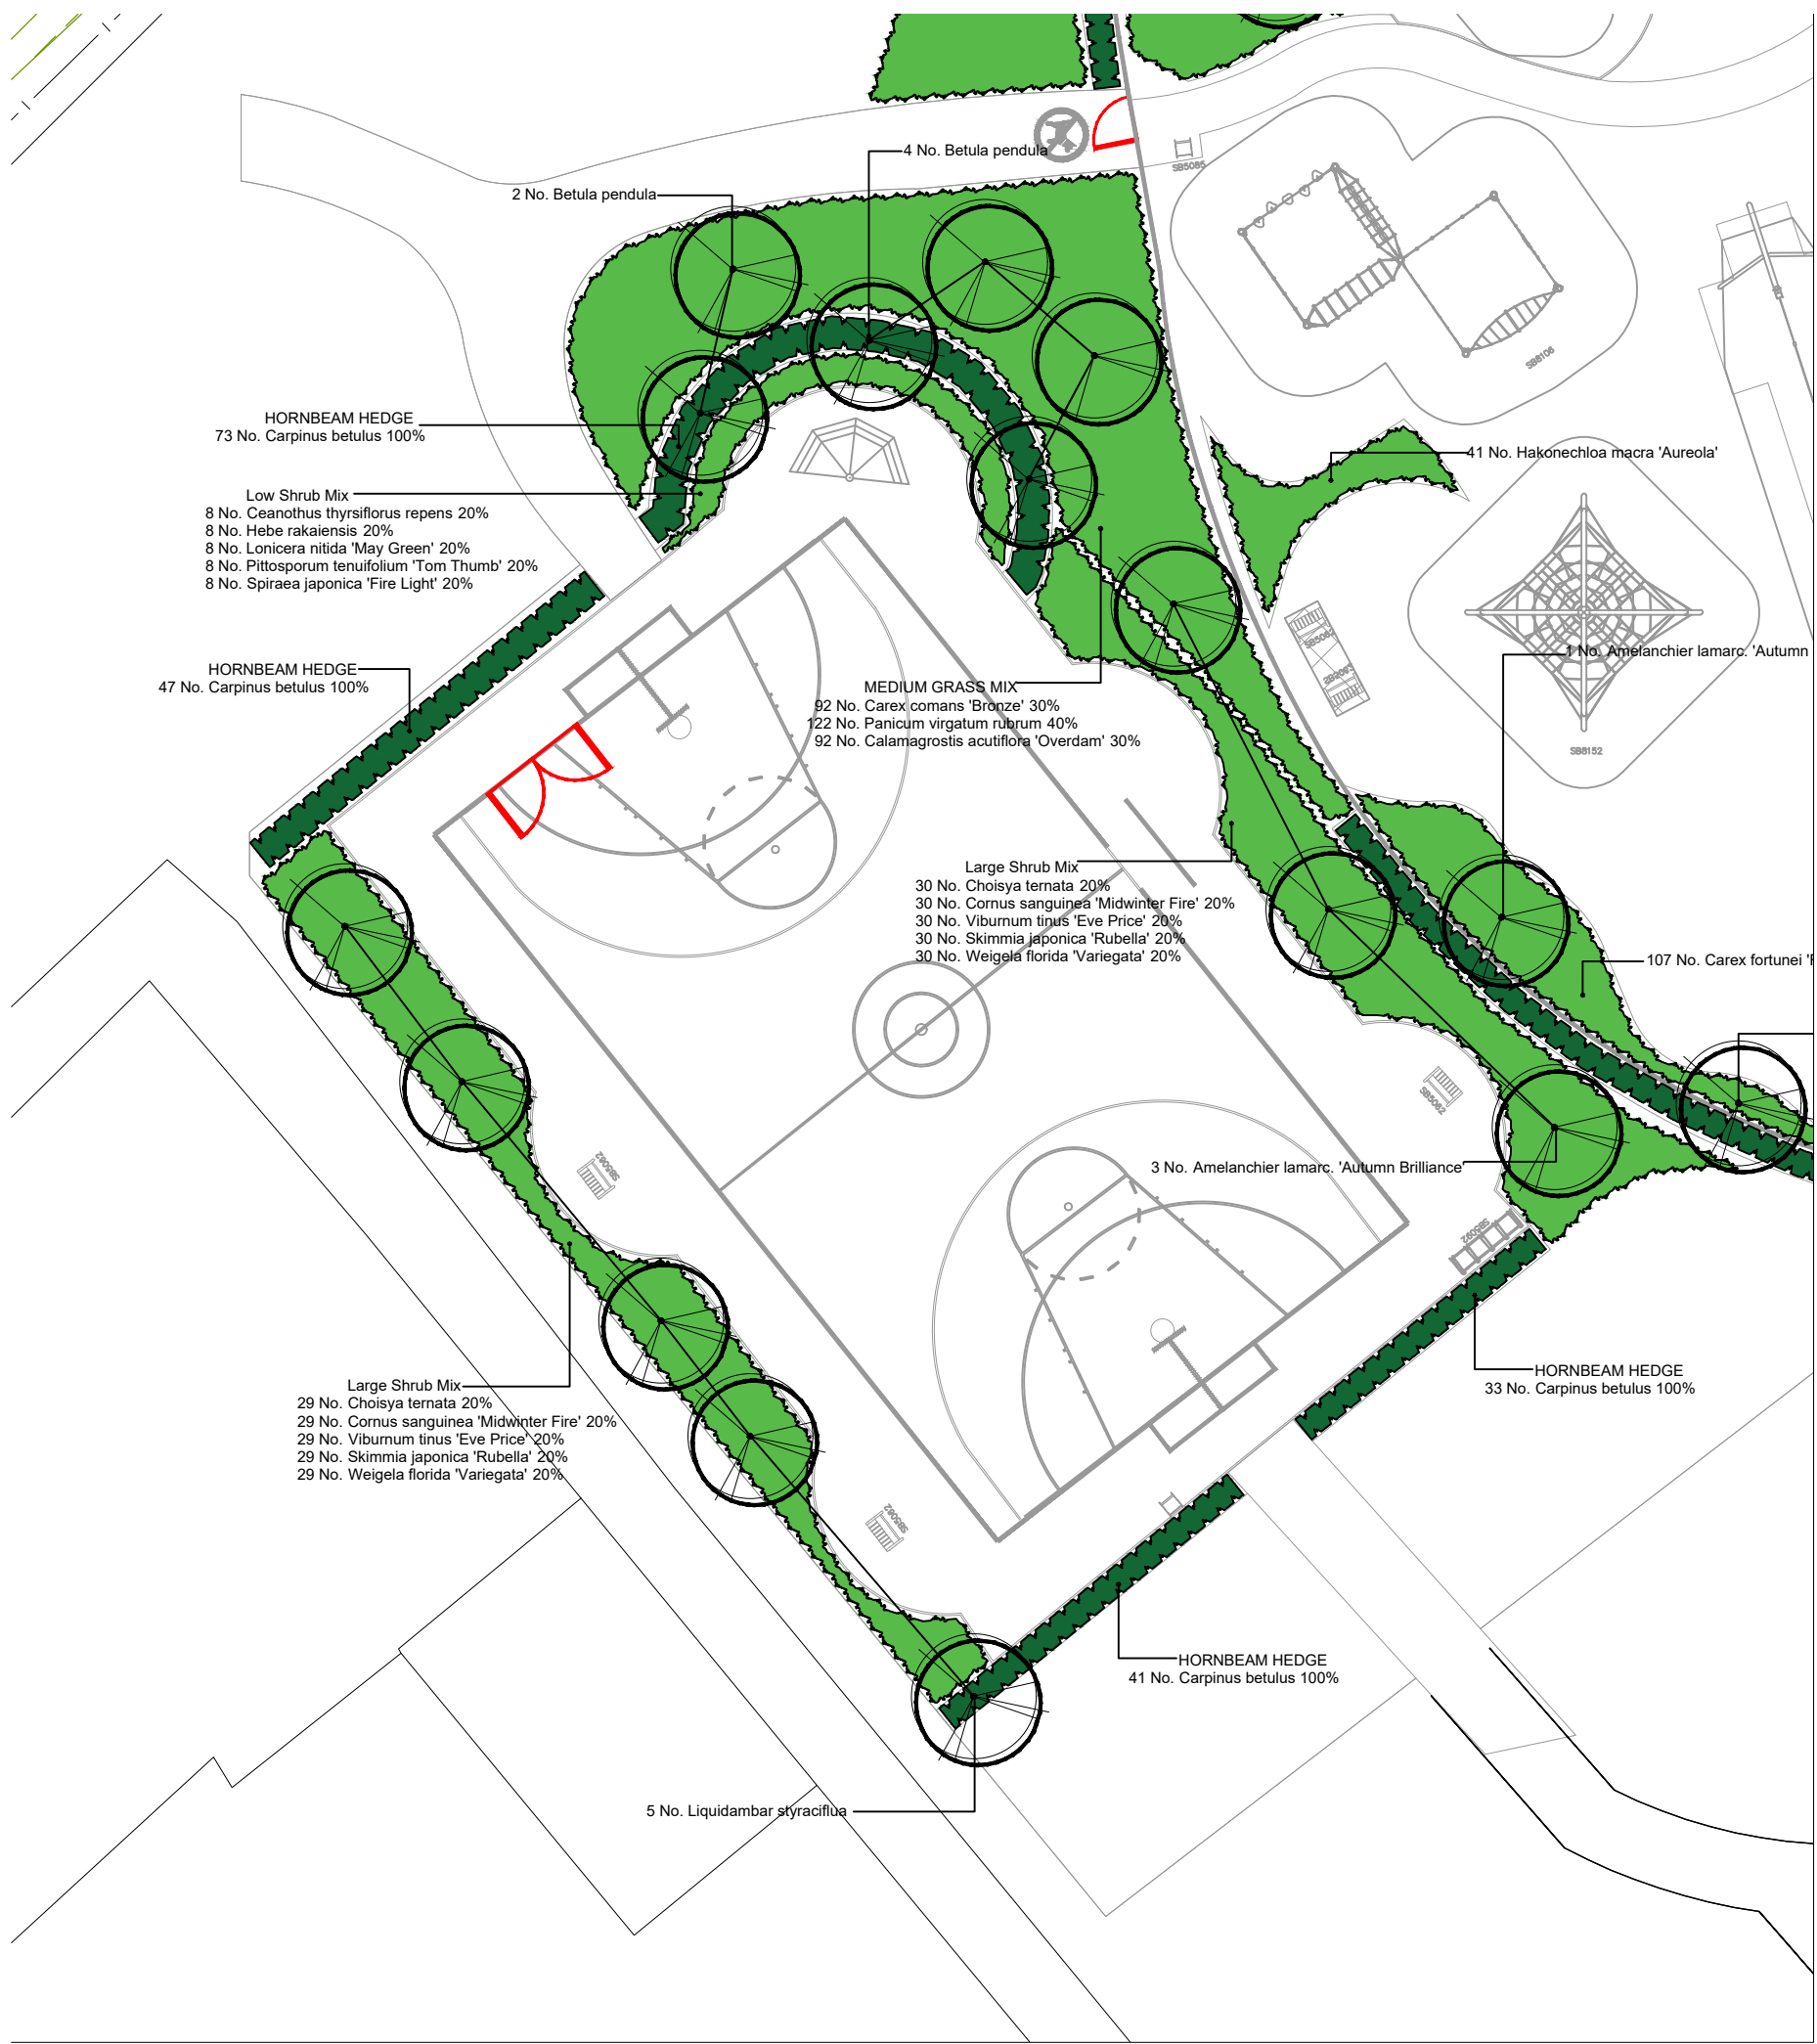 4 No. Betula pendula
2 No. Betula pendula
SB5085
SB8106
HORNBEAM HEDGE
73 No. Carpinus betulus 100%
41 No. Hakonechloa macra 'Aureola'
Low Shrub Mix
8 No. Ceanothus thyrsiflorus repens 20%
8 No. Hebe rakaiensis 20%
8 No. Lonicera nitida 'May Green' 20%
8 No. Pittosporum tenuifolium 'Tom Thumb' 20%
8 No. Spiraea japonica 'Fire Light' 20%
1 No. Amelanchier lamarc. 'Autumn
HORNBEAM HEDGE
47 No. Carpinus betulus 100%
MEDIUM GRASS MIX
92 No. Carex comans 'Bronze' 30%
122 No. Panicum virgatum rubrum 40%
92 No. Calamagrostis acutiflora 'Overdam' 30%
SB8152
Large Shrub Mix
30 No. Choisya ternata 20%
30 No. Cornus sanguinea 'Midwinter Fire' 20%
30 No. Viburnum tinus 'Eve Price' 20%
30 No. Skimmia japonica 'Rubella' 20%
30 No. Weigela florida 'Variegata' 20%
107 No. Carex fortunei
SB5062
SB5062
3 No. Amelanchier lamarc. 'Autumn Brilliance'
SB5092
Large Shrub Mix
29 No. Choisya ternata 20%
29 No. Cornus sanguinea 'Midwinter Fire' 20%
29 No. Viburnum tinus 'Eve Price' 20%
29 No. Skimmia japonica 'Rubella' 20%
29 No. Weigela florida 'Variegata' 20%
HORNBEAM HEDGE
33 No. Carpinus betulus 100%
SB5062
HORNBEAM HEDGE
41 No. Carpinus betulus 100%
5 No. Liquidambar styraciflua